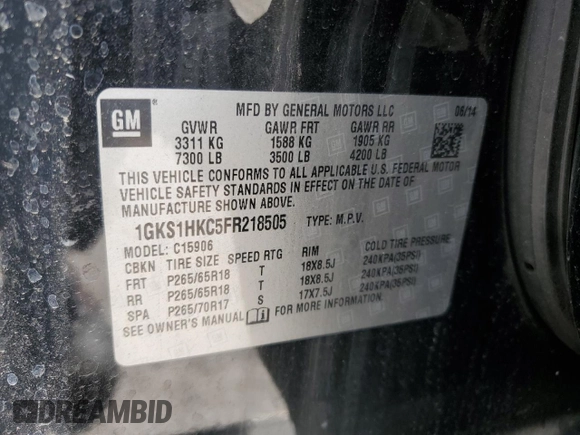 GM
MFD BY GENERAL MOTORS LLC 06/14
GVWR GAWR FRT GAWR RR
3311 KG 1588 KG 1905 KG
7300 LB 3500 LB 4200 LB
THIS VEHICLE CONFORMS TO ALL APPLICABLE U.S. FEDERAL MOTOR
VEHICLE SAFETY STANDARDS IN EFFECT ON THE DATE OF
MANUFACTURE SHOWN ABOVE.
1GKS1HKC5FR218505 TYPE: M.P.V.
MODEL: C15906
CBKN TIRE SIZE SPEED RTG RIM COLD TIRE PRESSURE
FRT P265/65R18 T 18X8.5J 240KPA(35PSI)
RR P265/65R18 T 18X8.5J 240KPA(35PSI)
SPA P265/70R17 S 17X7.5J 240KPA(35PSI)
SEE OWNER'S MANUAL FOR MORE INFORMATION
DREAMBID